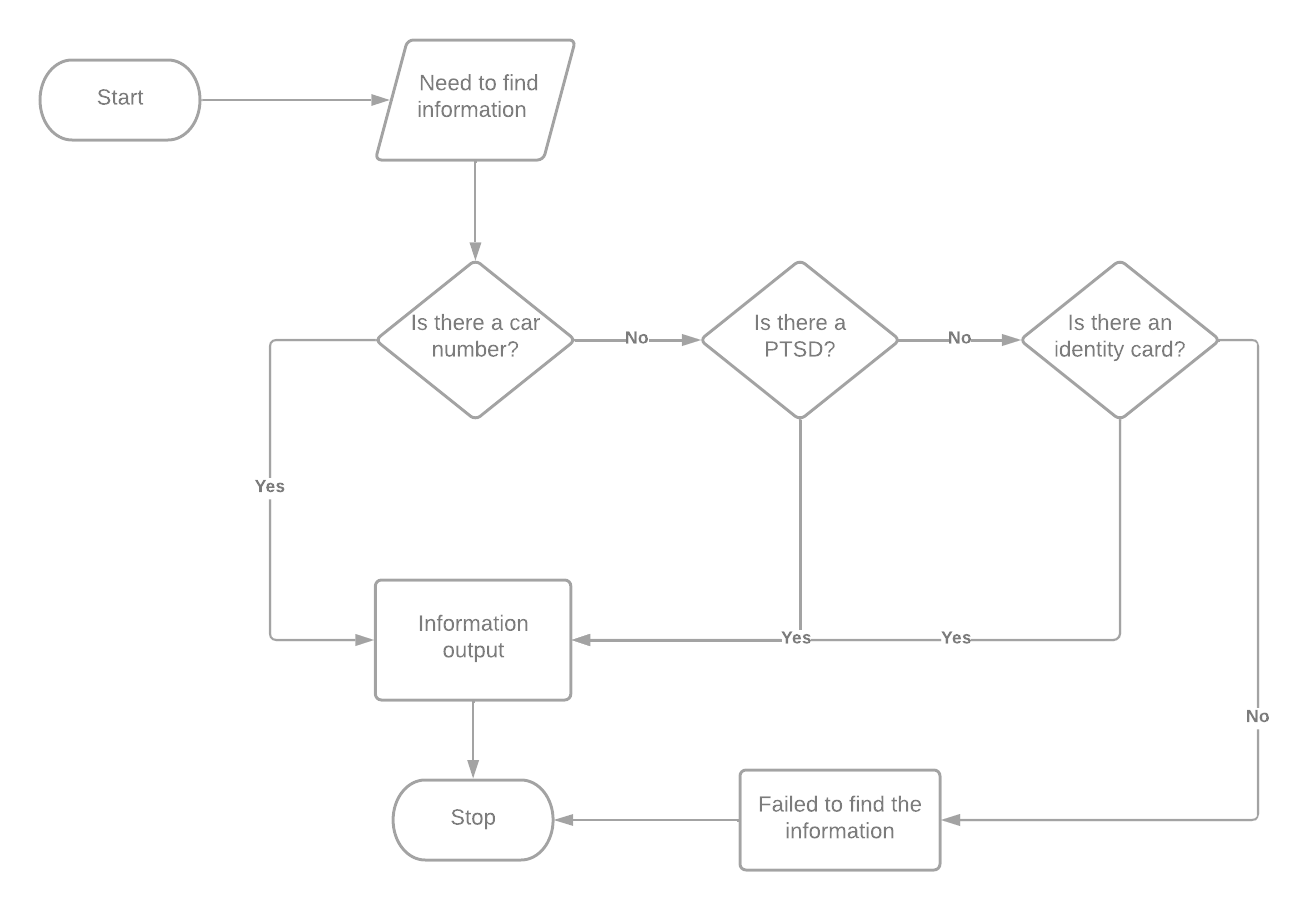 Start
Need to find
information
Is there a car
number?
No
Is there a
PTSD?
No
Is there an
identity card?
Yes
Information
output
Yes
Yes
No
Stop
Failed to find the
information